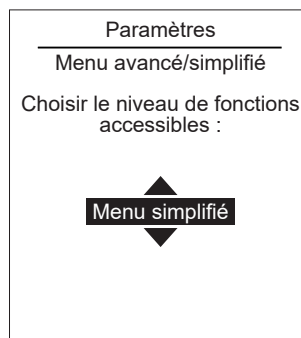 Paramètres
Menu avancé/simplifié
Choisir le niveau de fonctions
accessibles :
Menu simplifié